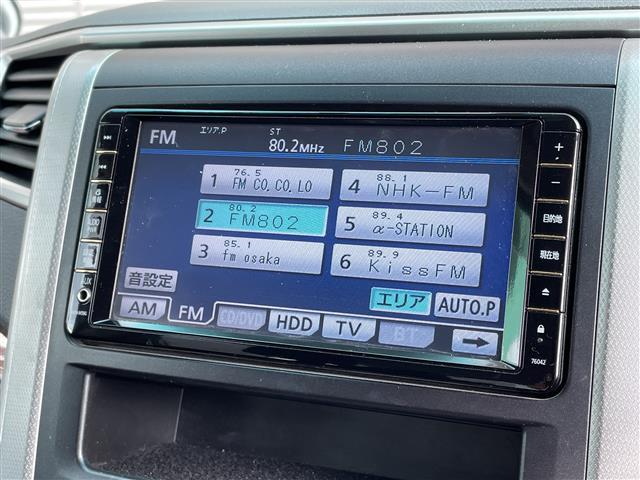 FM エリア.P ST 80.2MHz FM802
1 76.5 FM CO.CO.LO
4 88.1 NHK-FM
2 80.2 FM802
5 89.4 α-STATION
3 85.1 fm osaka
6 89.9 KissFM
音設定
エリア AUTO.P
AM FM CD/DVD HDD TV BT
+
−
目的地
現在地
AUX
76042